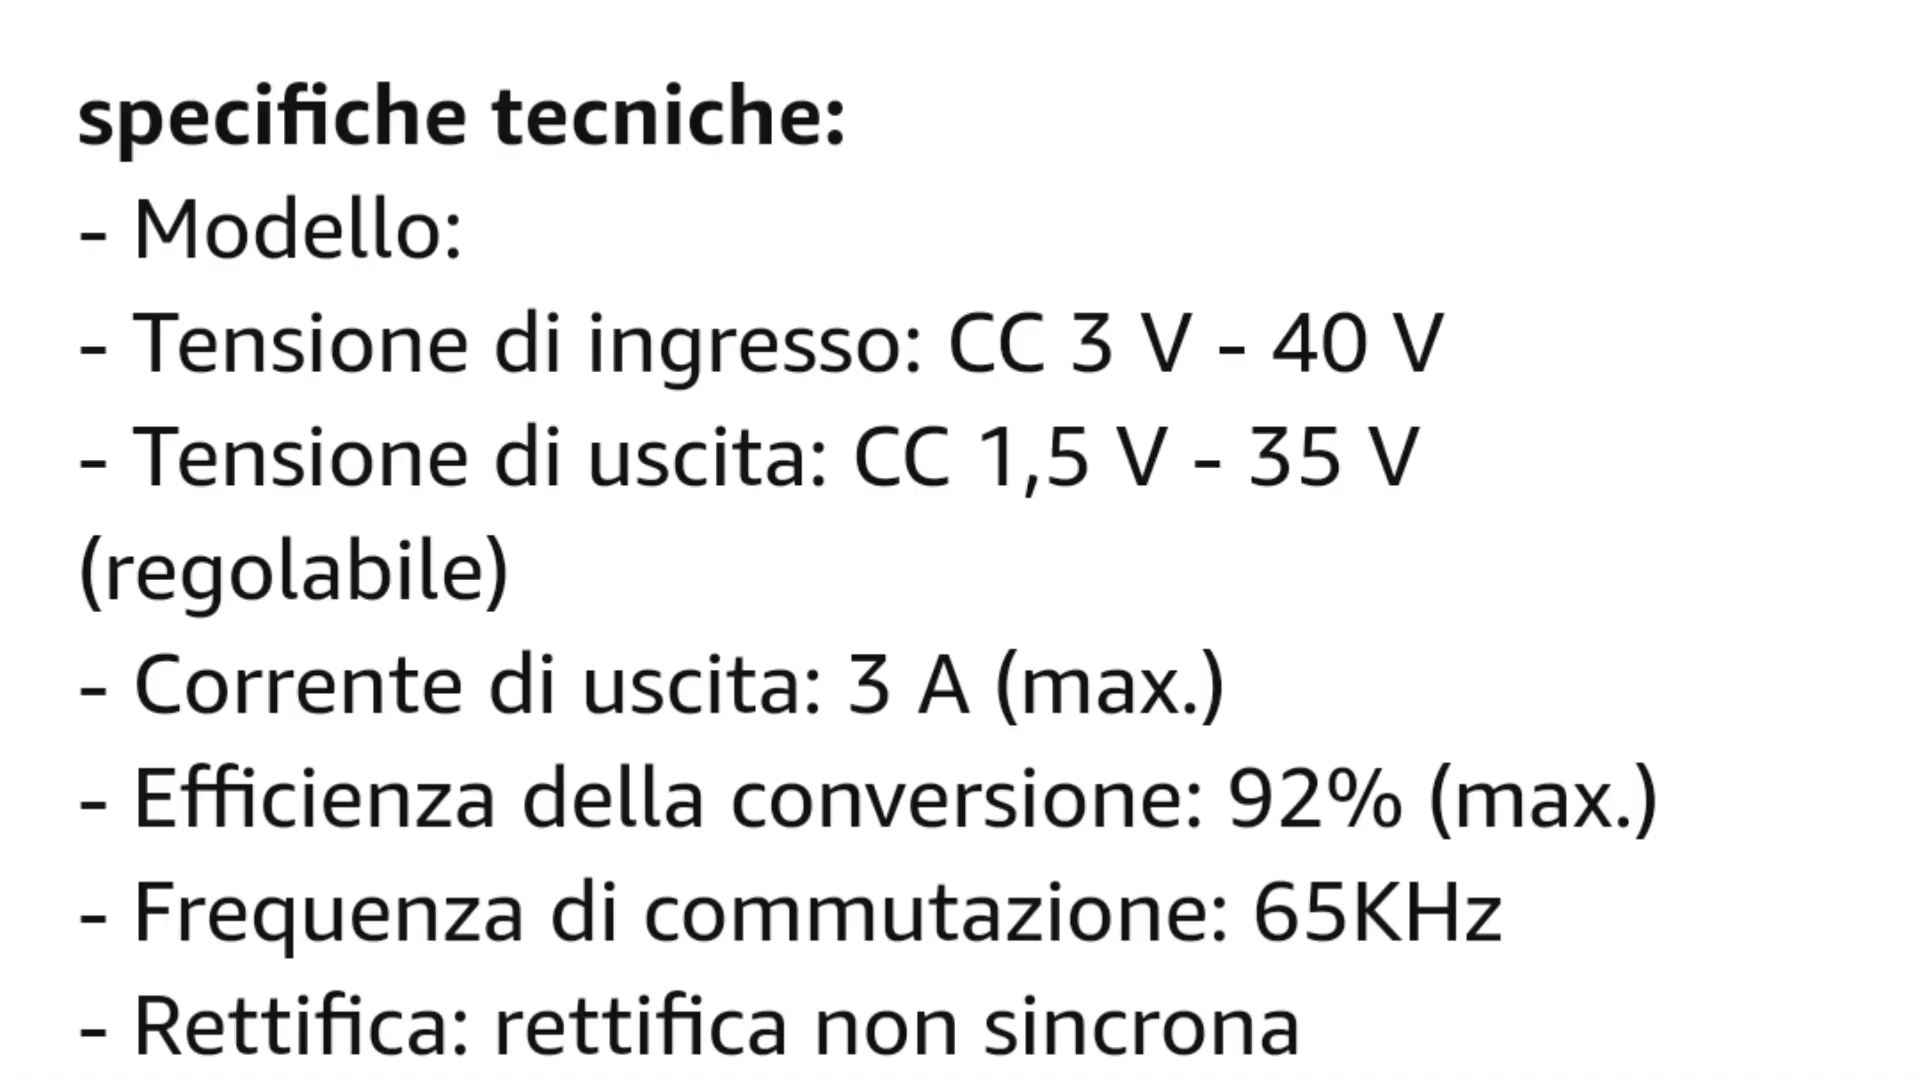 specifiche tecniche:
- Modello:
- Tensione di ingresso: CC 3 V - 40 V
- Tensione di uscita: CC 1,5 V - 35 V
(regolabile)
- Corrente di uscita: 3 A (max.)
- Efficienza della conversione: 92% (max.)
- Frequenza di commutazione: 65KHz
- Rettifica: rettifica non sincrona